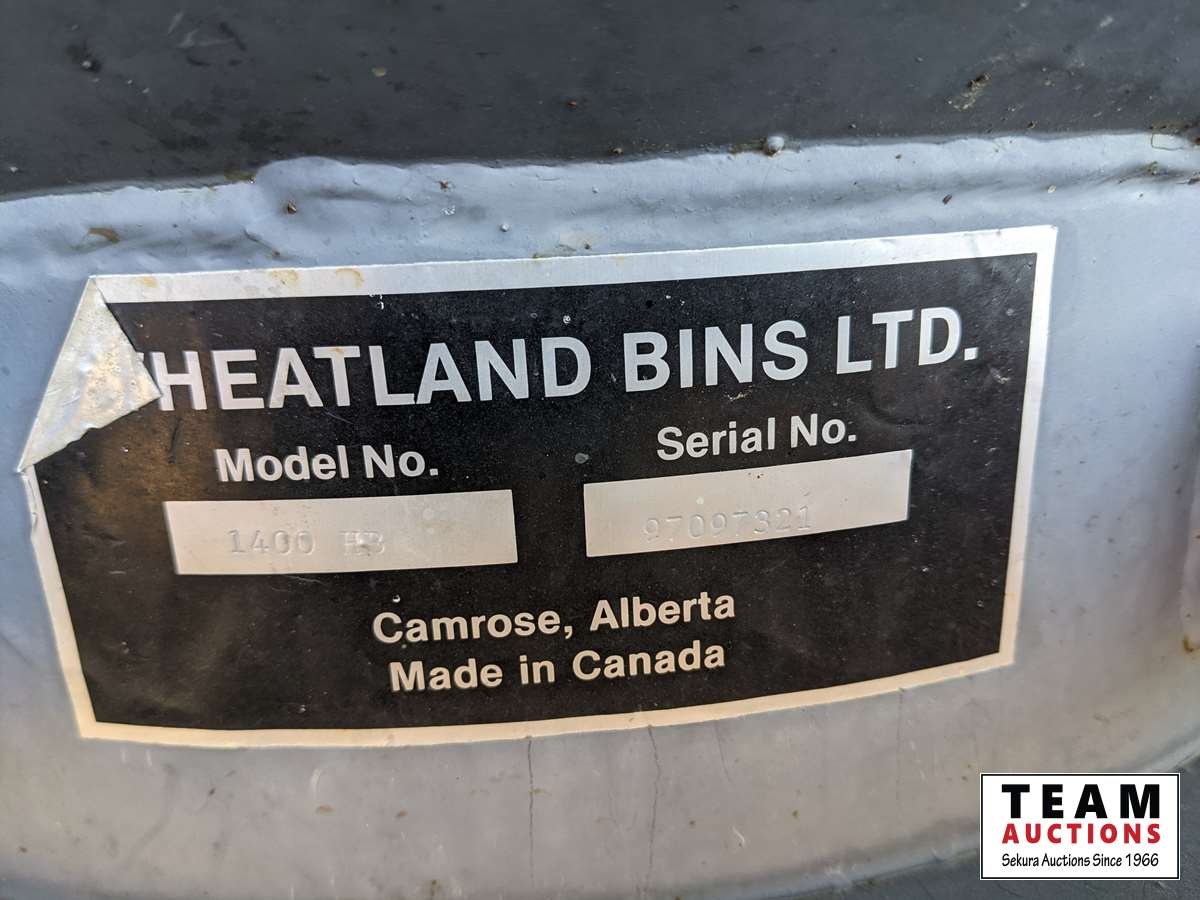 HEATLAND BINS LTD.
Model No. Serial No.
1400 HB 97097321
Camrose, Alberta
Made in Canada
TEAM
AUCTIONS
Sekura Auctions Since 1966